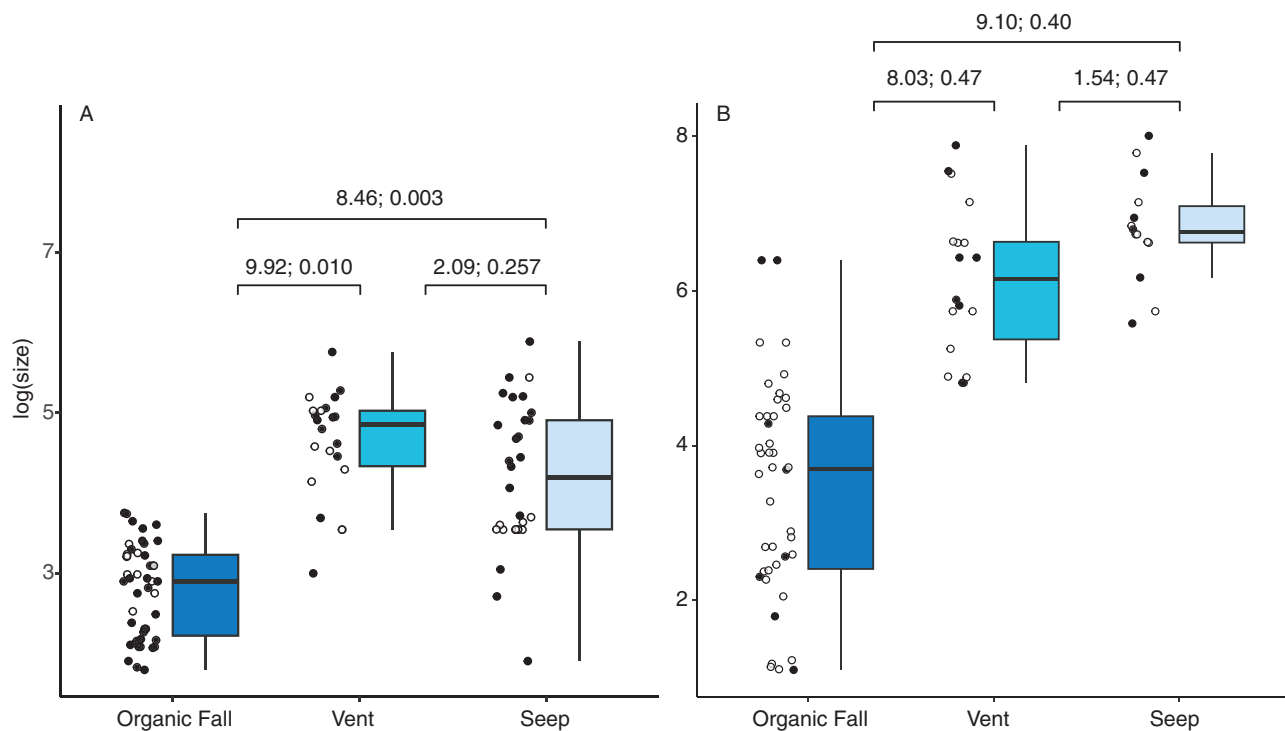 A
8.46; 0.003
9.92; 0.010
2.09; 0.257
log(size)
7
5
3
Organic Fall
Vent
Seep
B
9.10; 0.40
8.03; 0.47
1.54; 0.47
8
6
4
2
Organic Fall
Vent
Seep